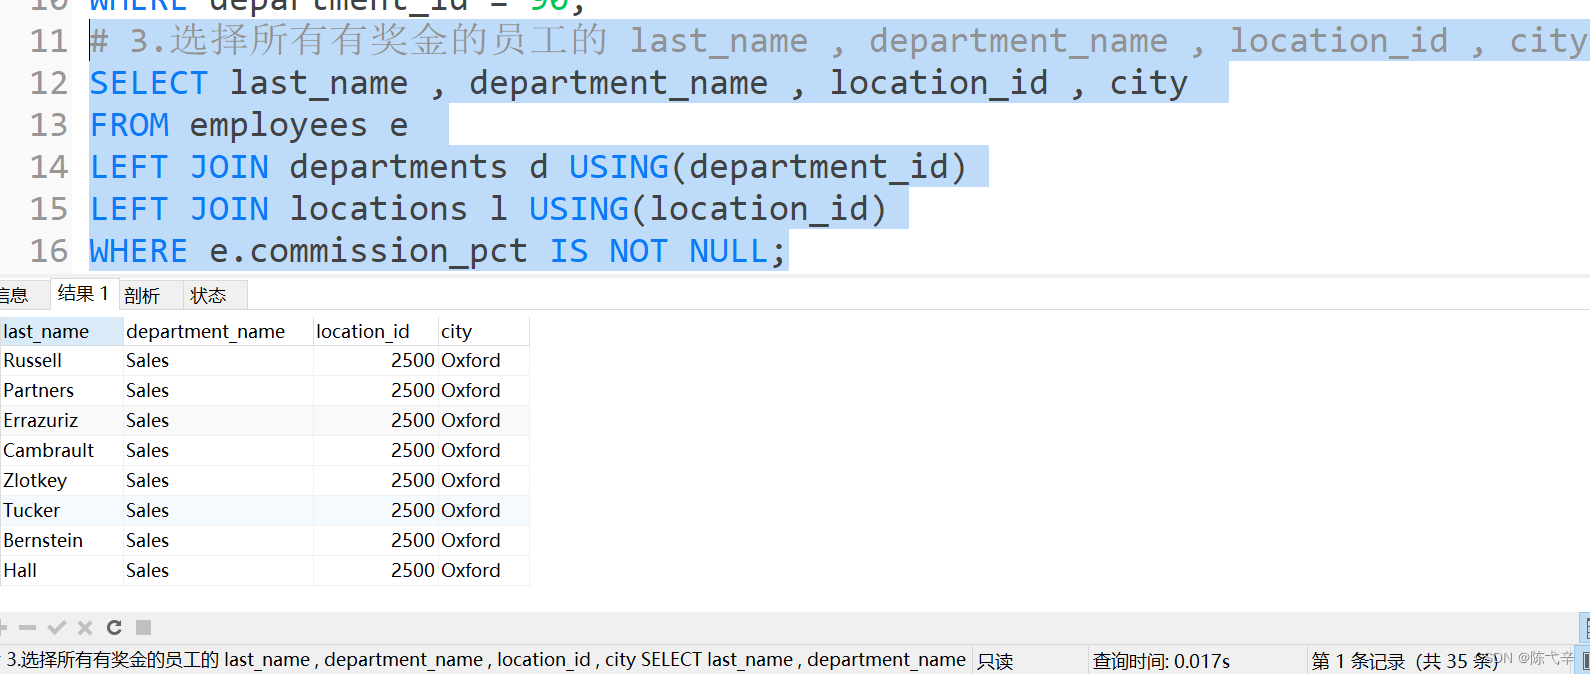 10 WHERE department_id = 90;
11 # 3.选择所有有奖金的员工的 last_name , department_name , location_id , city
12 SELECT last_name , department_name , location_id , city
13 FROM employees e
14 LEFT JOIN departments d USING(department_id)
15 LEFT JOIN locations l USING(location_id)
16 WHERE e.commission_pct IS NOT NULL;
信息 结果 1 剖析 状态
last_name department_name location_id city
Russell Sales 2500 Oxford
Partners Sales 2500 Oxford
Errazuriz Sales 2500 Oxford
Cambrault Sales 2500 Oxford
Zlotkey Sales 2500 Oxford
Tucker Sales 2500 Oxford
Bernstein Sales 2500 Oxford
Hall Sales 2500 Oxford
3.选择所有有奖金的员工的 last_name , department_name , location_id , city SELECT last_name , department_name 只读 查询时间: 0.017s 第 1 条记录 (共 35 条)
CSDN @陈弋辛